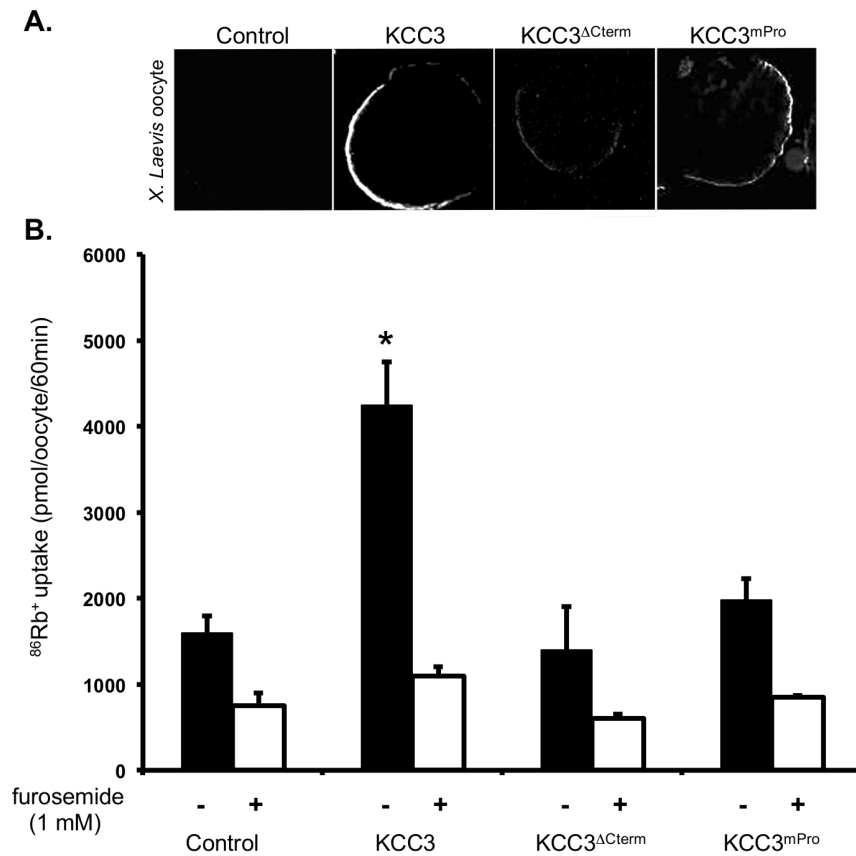 A.
Control KCC3 KCC3ΔCterm KCC3mPro
X. Laevis oocyte
B.
6000
5000
4000
3000
2000
1000
0
86Rb+ uptake (pmol/oocyte/60min)
*
furosemide - + - + - + - +
(1 mM)
Control KCC3 KCC3ΔCterm KCC3mPro